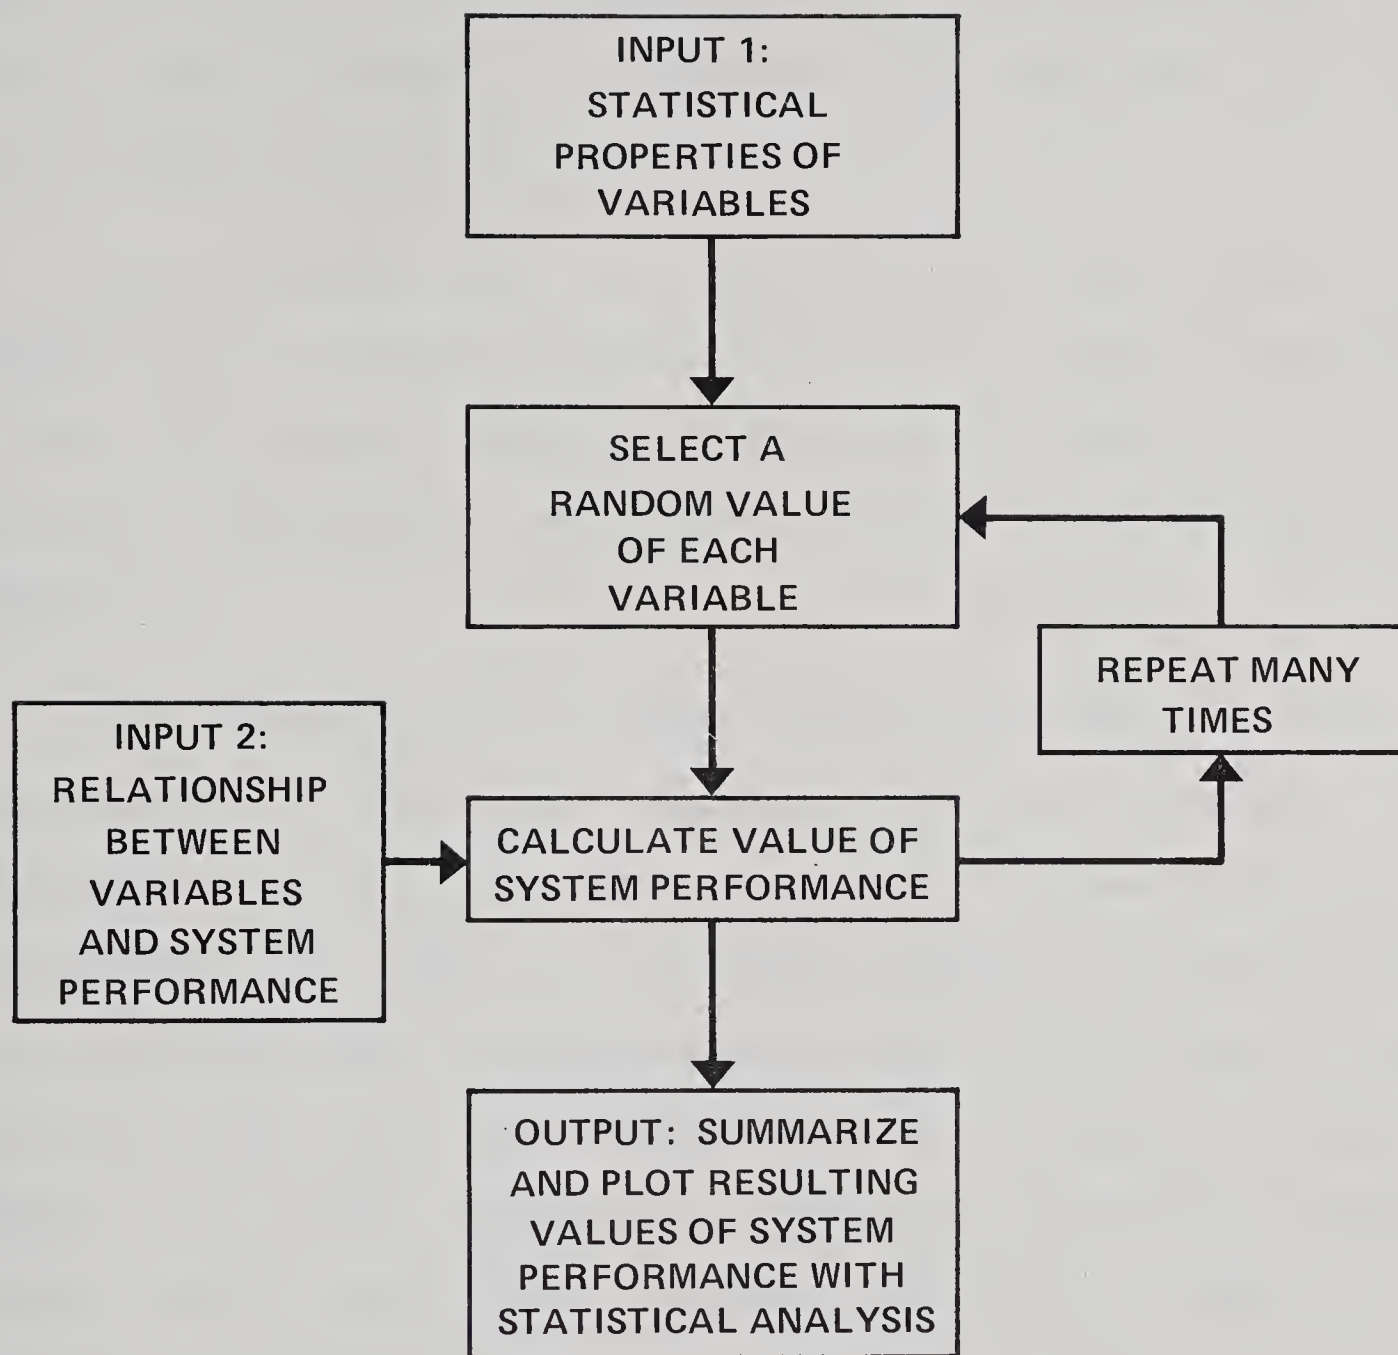 INPUT 1:
STATISTICAL
PROPERTIES OF
VARIABLES
SELECT A
RANDOM VALUE
OF EACH
VARIABLE
REPEAT MANY
TIMES
INPUT 2:
RELATIONSHIP
BETWEEN
VARIABLES
AND SYSTEM
PERFORMANCE
CALCULATE VALUE OF
SYSTEM PERFORMANCE
OUTPUT: SUMMARIZE
AND PLOT RESULTING
VALUES OF SYSTEM
PERFORMANCE WITH
STATISTICAL ANALYSIS